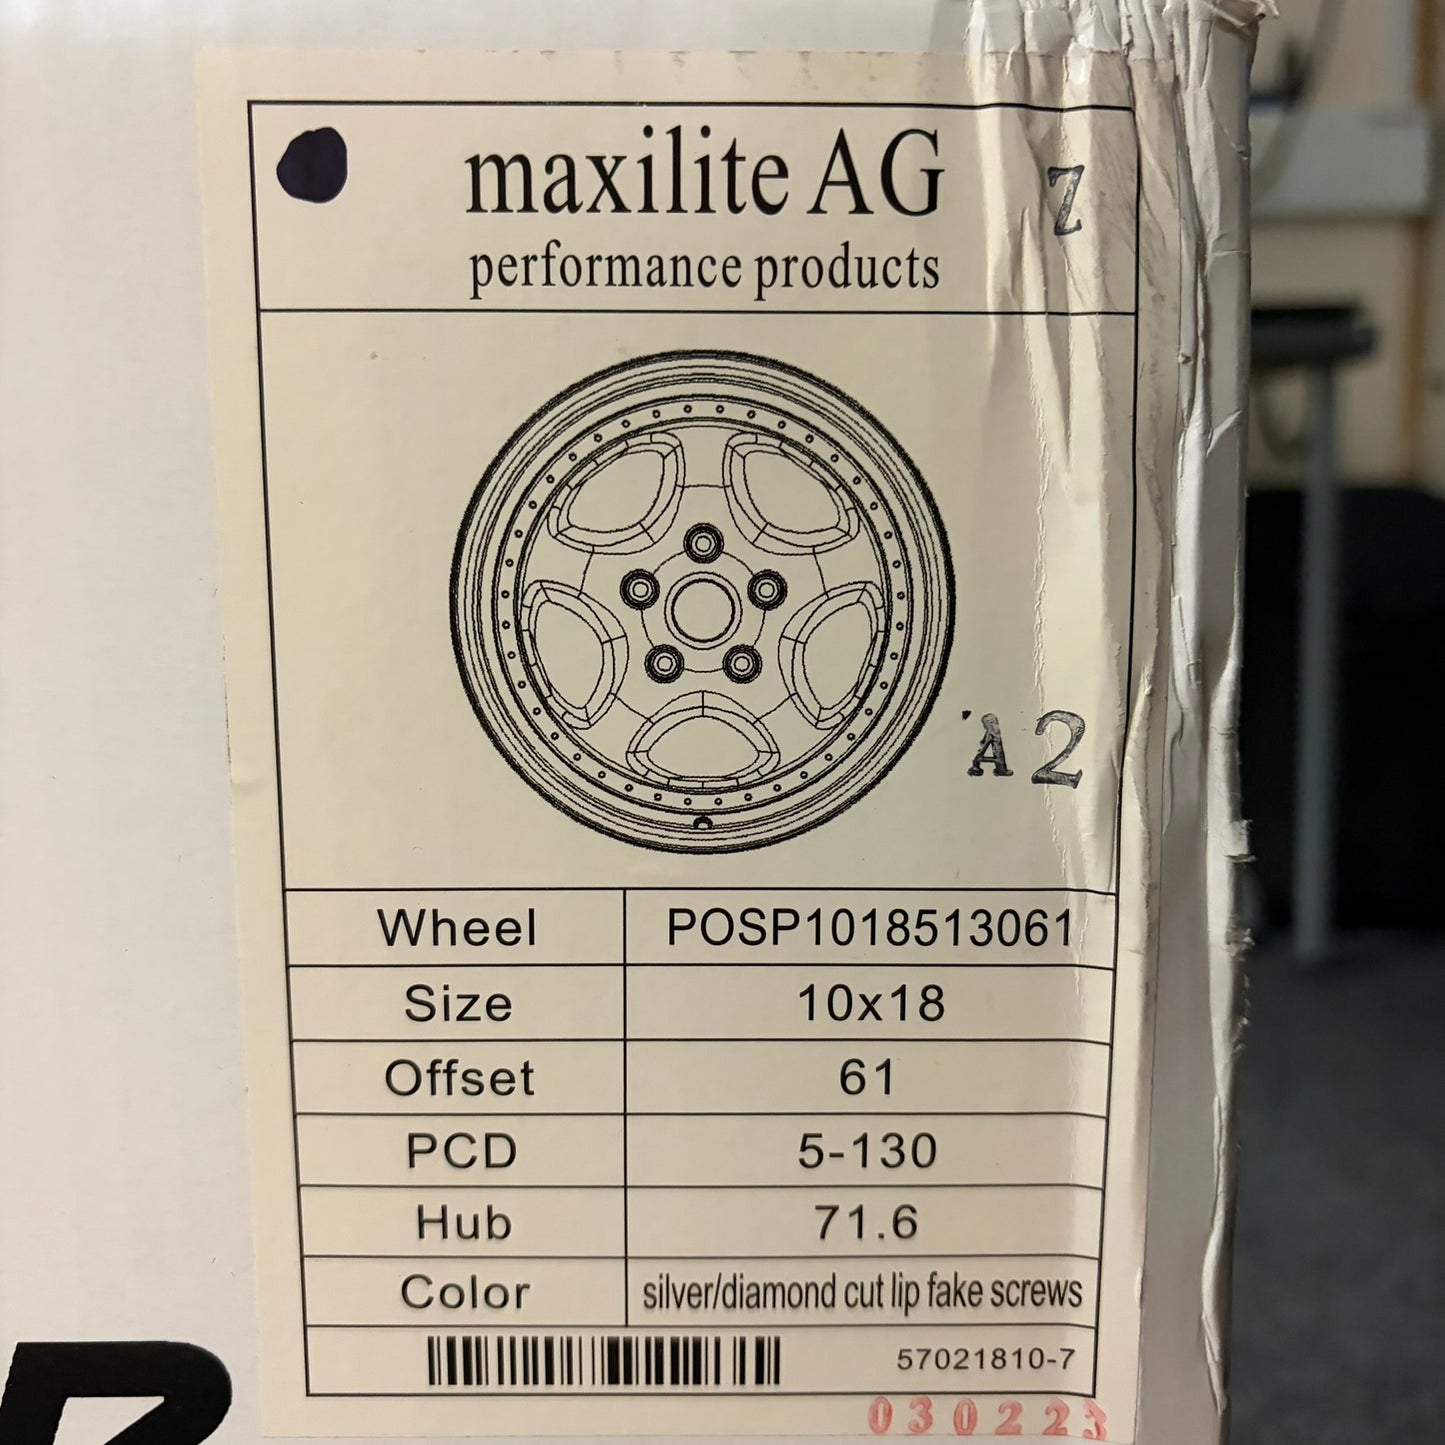 maxilite AG
Z
performance products
A2
Wheel POSP1018513061
Size 10x18
Offset 61
PCD 5-130
Hub 71.6
Color silver/diamond cut lip fake screws
57021810-7
030223